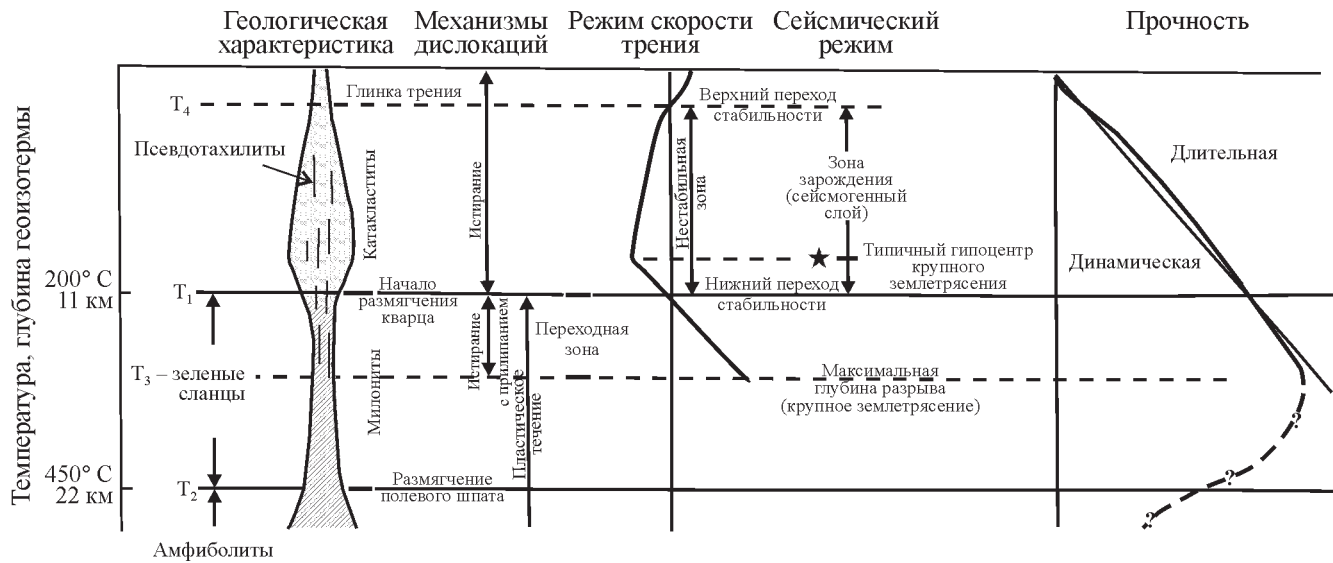 Геологическая
характеристика
Механизмы
дислокаций
Режим скорости
трения
Сейсмический
режим
Прочность
Температура, глубина геоизотермы
T4
Глинка трения
Верхний переход
стабильности
Псевдотахилиты
Катакластиты
Истирание
Нестабильная
зона
Зона
зарождения
(сейсмогенный
слой)
Длительная
Динамическая
Типичный гипоцентр
крупного
землетрясения
200° C
11 км
T1
Начало
размягчения
кварца
Нижний переход
стабильности
Истирание
с прилипанием
Переходная
зона
T3 – зеленые
сланцы
Милониты
Пластическое
течение
Максимальная
глубина разрыва
(крупное землетрясение)
?
450° C
22 км
T2
Размягчение
полевого шпата
?
?
Амфиболиты